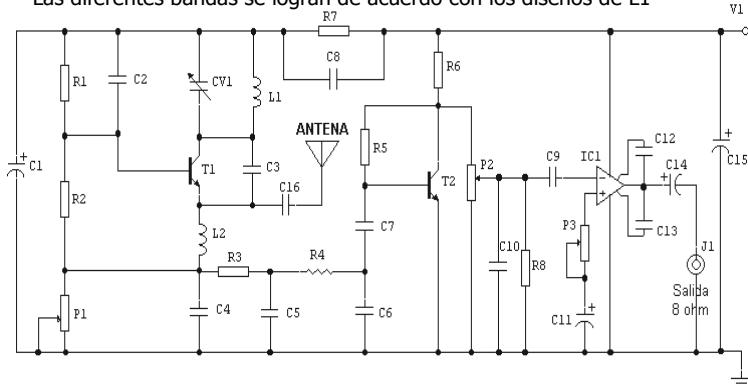 Las diferentes bandas se logran de acuerdo con los diseños de L1
V1
R7
C8
R6
R1
C2
CV1
L1
ANTENA
R5
T1
C3
C16
T2
P2
C9
IC1
C12
C14
C15
C1
R2
L2
C7
P3
C13
J1
R3
R4
C10
R8
Salida
8 ohm
P1
C4
C5
C6
C11